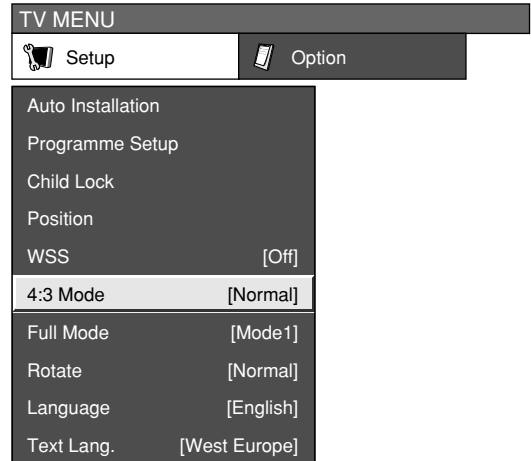 TV MENU
Setup Option
Auto Installation
Programme Setup
Child Lock
Position
WSS [Off]
4:3 Mode [Normal]
Full Mode [Mode1]
Rotate [Normal]
Language [English]
Text Lang. [West Europe]